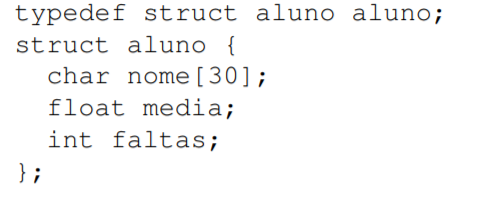 typedef struct aluno aluno;
struct aluno {
  char nome[30];
  float media;
  int faltas;
};